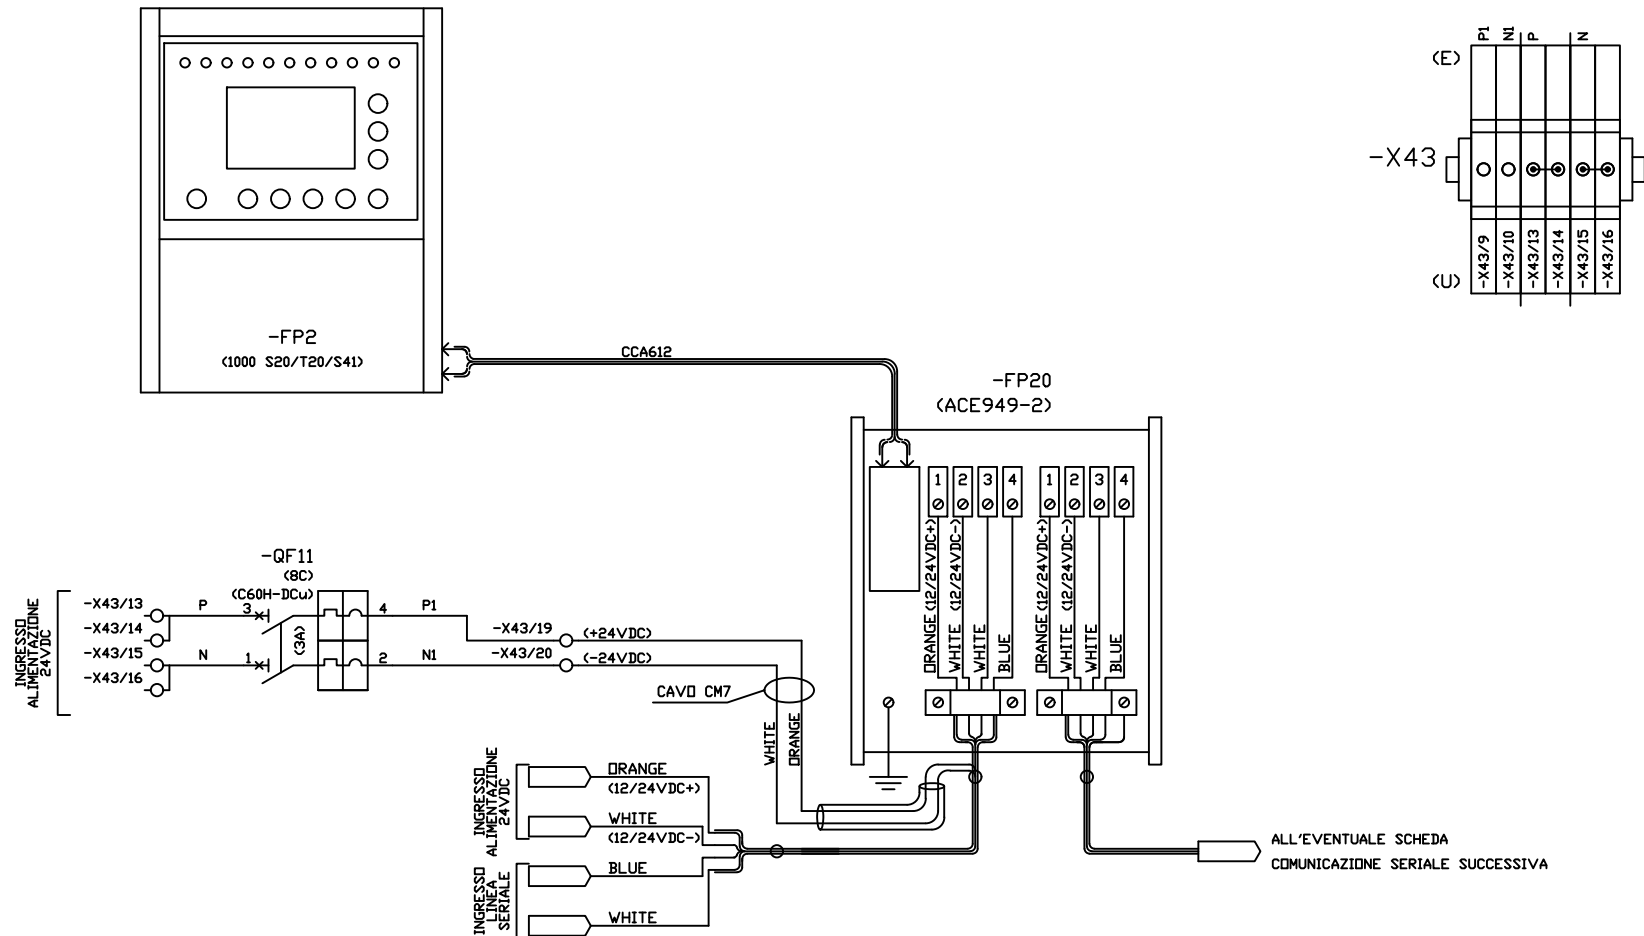 P1
N1
P
N
(E)
-X43
(U)
-X43/9
-X43/10
-X43/13
-X43/14
-X43/15
-X43/16
-FP2
(1000 S20/T20/S41)
CCA612
-FP20
(ACE949-2)
1 2 3 4
1 2 3 4
ORANGE (12/24VDC+)
WHITE (12/24VDC-)
WHITE
BLUE
ORANGE (12/24VDC+)
WHITE (12/24VDC-)
WHITE
BLUE
-QF11
(8C)
(C60H-DCu)
INGRESSO
ALIMENTAZIONE
24VDC
-X43/13
-X43/14
-X43/15
-X43/16
P
N
3
1
(3A)
4
2
P1
N1
-X43/19
-X43/20
(+24VDC)
(-24VDC)
CAVO CM7
WHITE
ORANGE
INGRESSO
ALIMENTAZIONE
24VDC
ORANGE
(12/24VDC+)
WHITE
(12/24VDC-)
INGRESSO
LINEA
SERIALE
BLUE
WHITE
ALL'EVENTUALE SCHEDA
COMUNICAZIONE SERIALE SUCCESSIVA